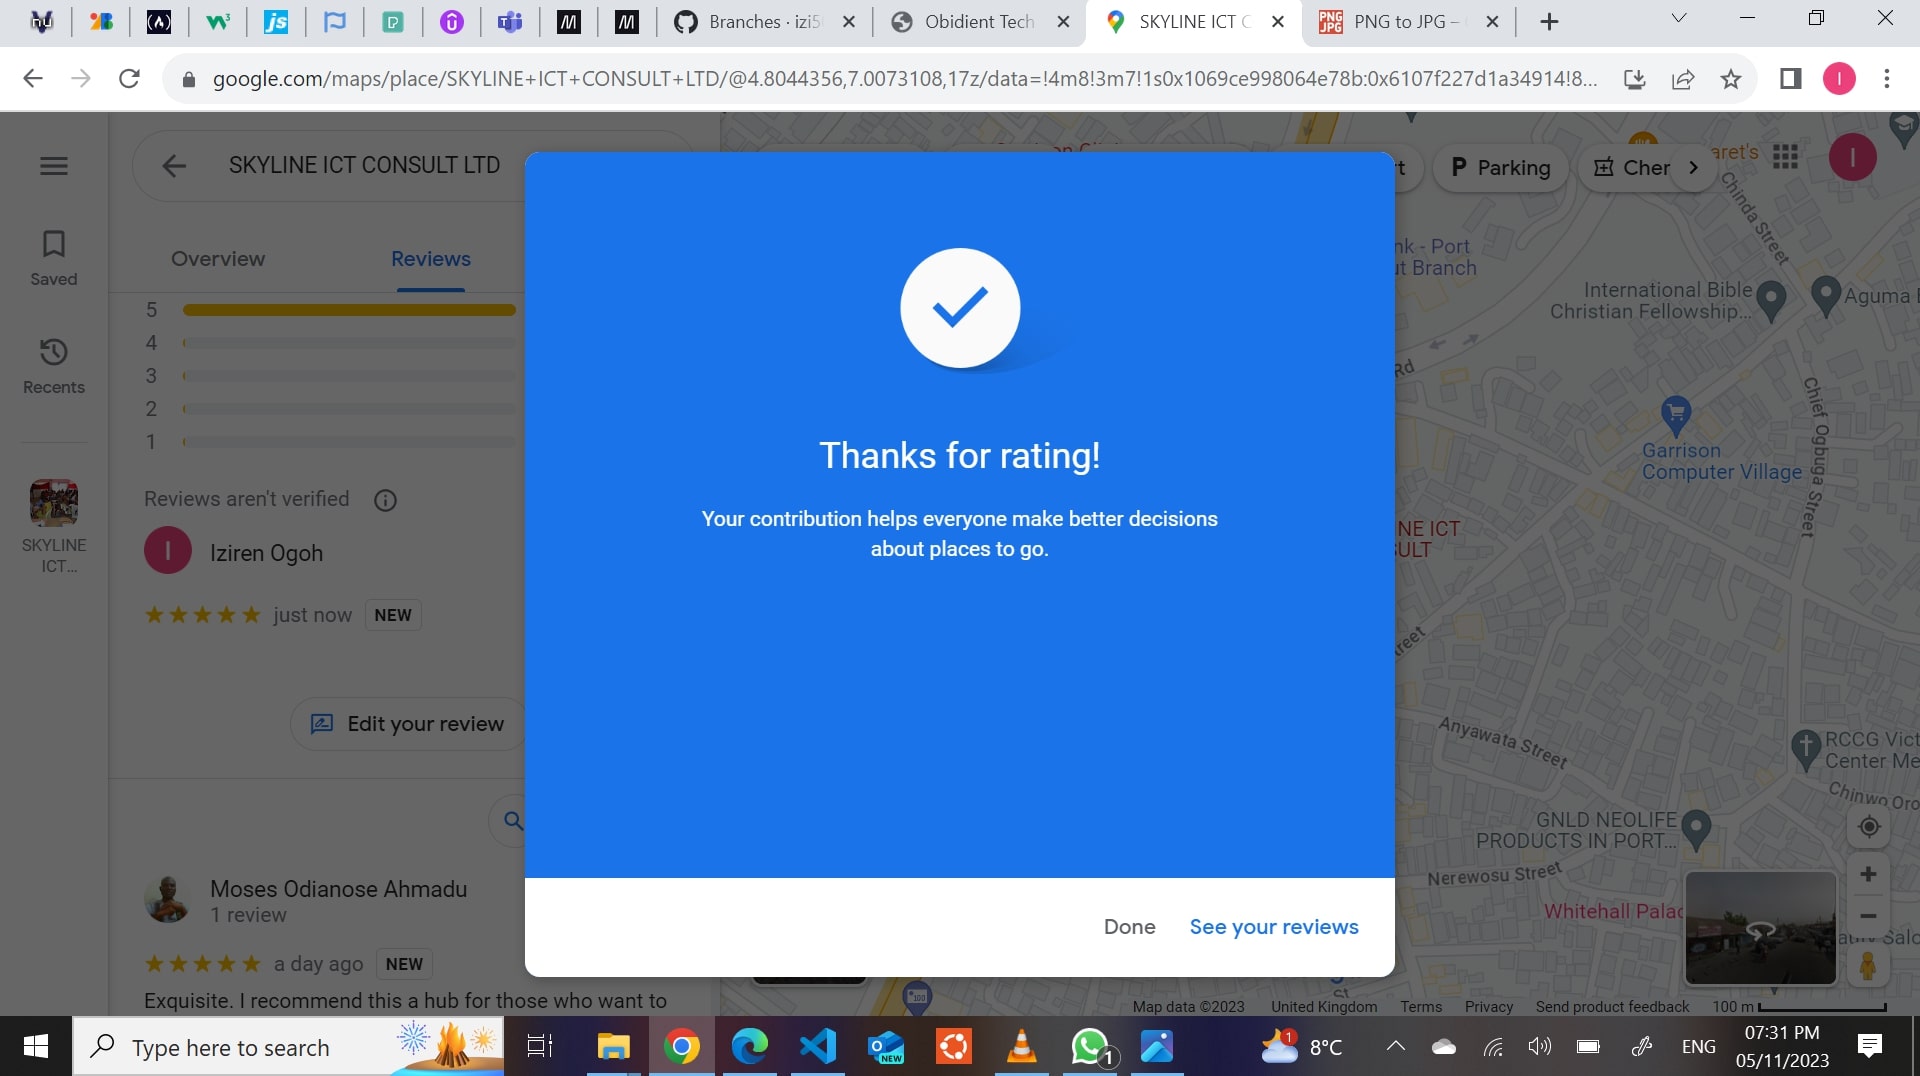 Branches · izi5
Obidient Tech
SKYLINE ICT C
PNG to JPG –
google.com/maps/place/SKYLINE+ICT+CONSULT+LTD/@4.8044356,7.0073108,17z/data=!4m8!3m7!1s0x1069ce998064e78b:0x6107f227d1a34914!8...
I
SKYLINE ICT CONSULT LTD
Overview
Reviews
Saved
Recents
SKYLINE
ICT...
5
4
3
2
1
Reviews aren't verified
I
Iziren Ogoh
just now
NEW
Edit your review
Moses Odianose Ahmadu
1 review
a day ago
NEW
Exquisite. I recommend this a hub for those who want to
Thanks for rating!
Your contribution helps everyone make better decisions
about places to go.
Done
See your reviews
P Parking
Cher
aret's
I
Chinda Street
nk - Port
ut Branch
International Bible
Christian Fellowship...
Aguma
Rd
Chief Ogbuga Street
Garrison
Computer Village
NE ICT
SULT
reet
Anyawata Street
RCCG Vict
Center Me
Chinwo Oro
GNLD NEOLIFE
PRODUCTS IN PORT...
Nerewosu Street
Whitehall Palac
St
Map data ©2023
United Kingdom
Terms
Privacy
Send product feedback
100 m
Type here to search
NEW
1
1
8°C
ENG
07:31 PM
05/11/2023